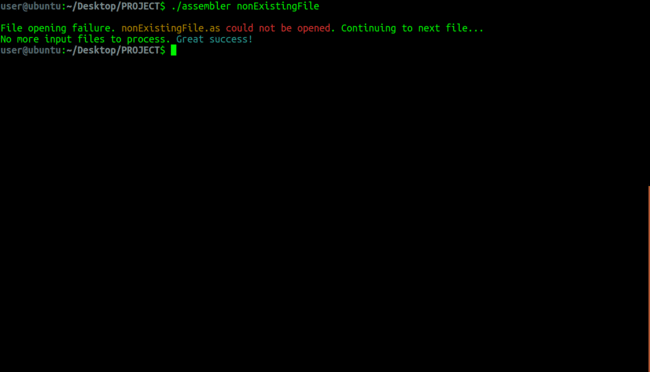 user@ubuntu:~/Desktop/PROJECT$ ./assembler nonExistingFile
File opening failure. nonExistingFile.as could not be opened. Continuing to next file...
No more input files to process. Great success!
user@ubuntu:~/Desktop/PROJECT$